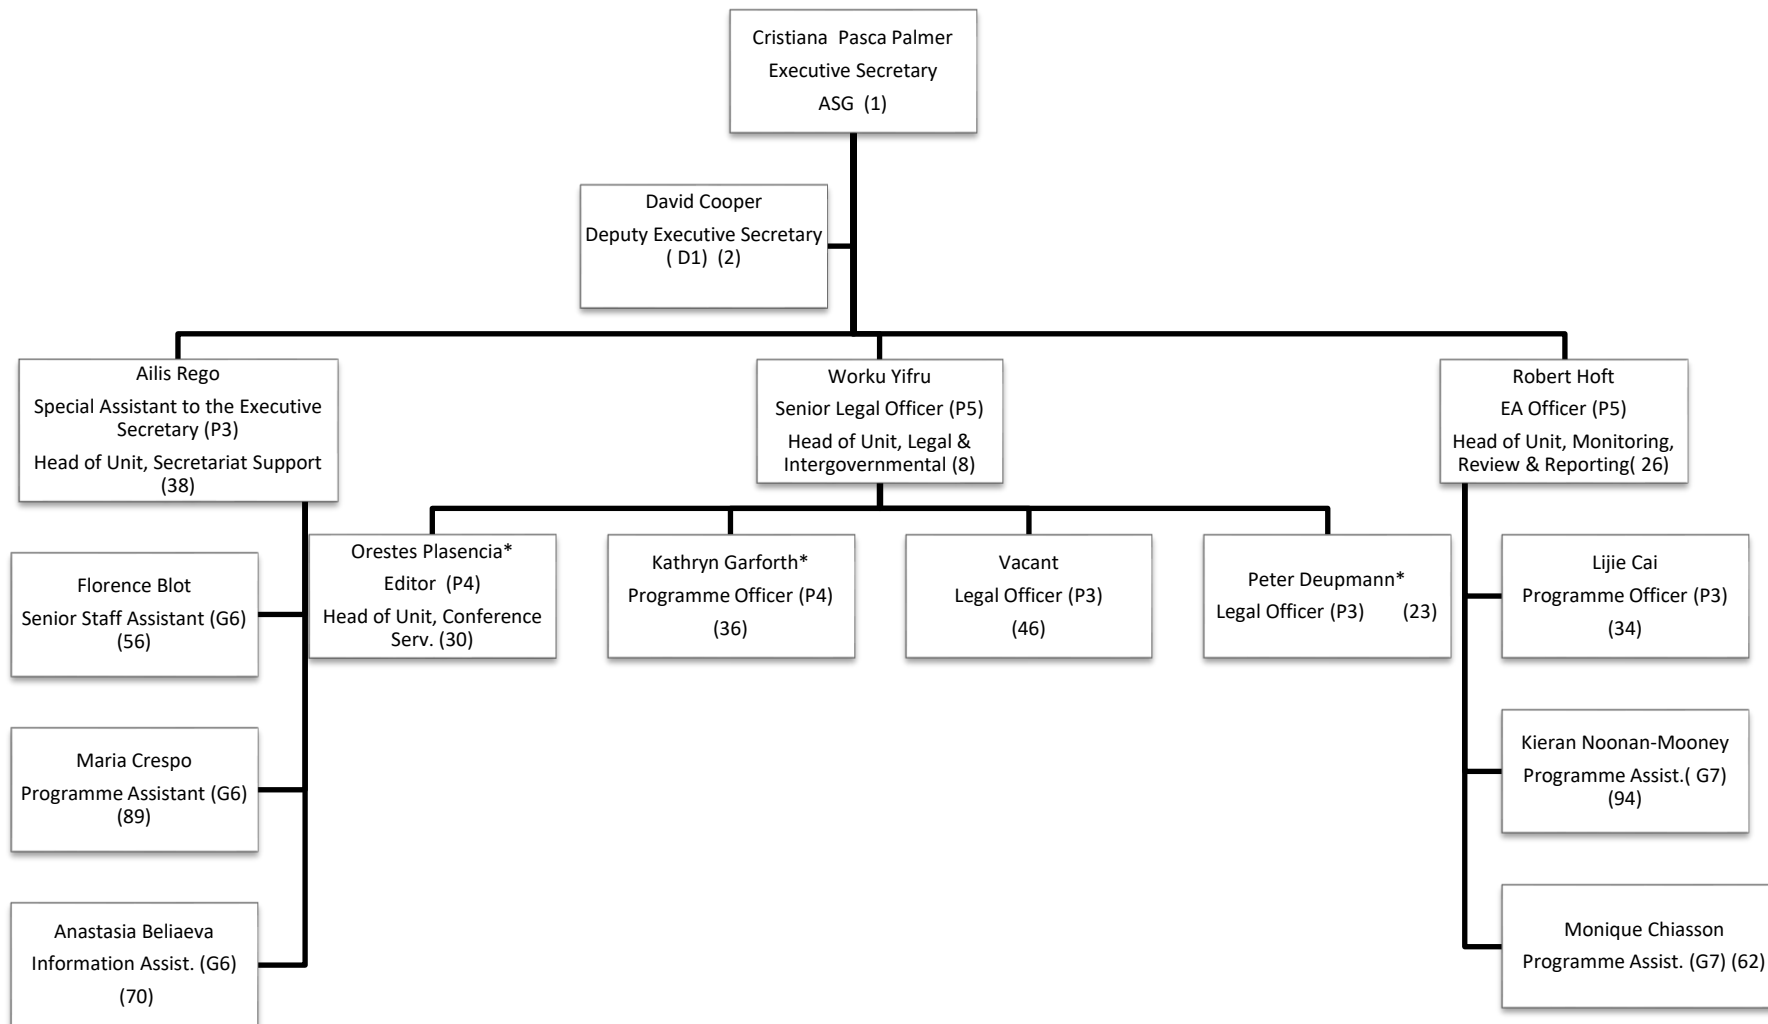 Cristiana  Pasca Palmer
Executive Secretary
ASG  (1)
David Cooper
Deputy Executive Secretary
( D1)  (2)
Ailis Rego
Special Assistant to the Executive
Secretary (P3)
Head of Unit, Secretariat Support
(38)
Worku Yifru
Senior Legal Officer (P5)
Head of Unit, Legal &
Intergovernmental (8)
Robert Hoft
EA Officer (P5)
Head of Unit, Monitoring,
Review & Reporting( 26)
Florence Blot
Senior Staff Assistant (G6)
(56)
Orestes Plasencia*
Editor  (P4)
Head of Unit, Conference
Serv. (30)
Kathryn Garforth*
Programme Officer (P4)
(36)
Vacant
Legal Officer (P3)
(46)
Peter Deupmann*
Legal Officer (P3)       (23)
Lijie Cai
Programme Officer (P3)
(34)
Maria Crespo
Programme Assistant (G6)
(89)
Kieran Noonan-Mooney
Programme Assist.( G7)
(94)
Anastasia Beliaeva
Information Assist. (G6)
(70)
Monique Chiasson
Programme Assist. (G7) (62)